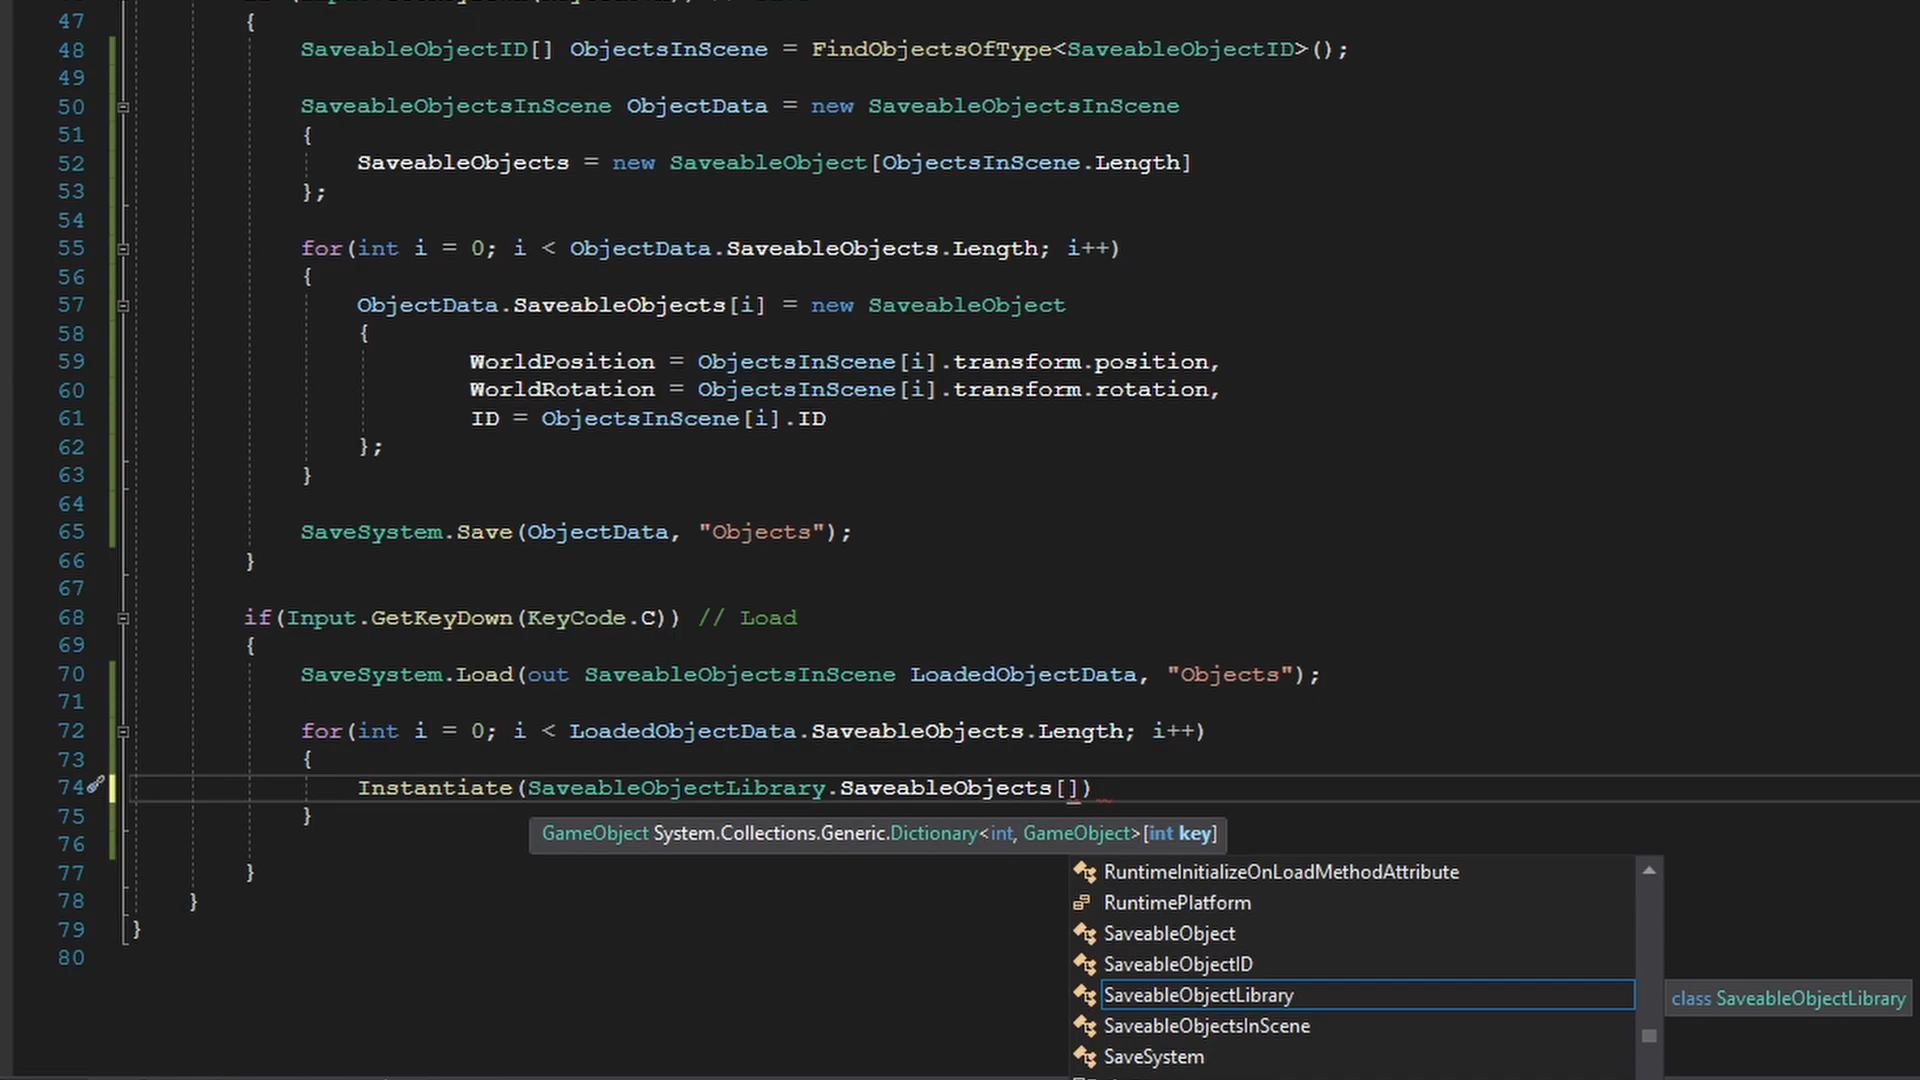 47 {
48 SaveableObjectID[] ObjectsInScene = FindObjectsOfType<SaveableObjectID>();
49
50 SaveableObjectsInScene ObjectData = new SaveableObjectsInScene
51 {
52 SaveableObjects = new SaveableObject[ObjectsInScene.Length]
53 };
54
55 for(int i = 0; i < ObjectData.SaveableObjects.Length; i++)
56 {
57 ObjectData.SaveableObjects[i] = new SaveableObject
58 {
59 WorldPosition = ObjectsInScene[i].transform.position,
60 WorldRotation = ObjectsInScene[i].transform.rotation,
61 ID = ObjectsInScene[i].ID
62 };
63 }
64
65 SaveSystem.Save(ObjectData, "Objects");
66 }
67
68 if(Input.GetKeyDown(KeyCode.C)) // Load
69 {
70 SaveSystem.Load(out SaveableObjectsInScene LoadedObjectData, "Objects");
71
72 for(int i = 0; i < LoadedObjectData.SaveableObjects.Length; i++)
73 {
74 Instantiate(SaveableObjectLibrary.SaveableObjects[])
75 }
GameObject System.Collections.Generic.Dictionary<int, GameObject>[int key]
76
77 }
78 }
79 }
80
RuntimeInitializeOnLoadMethodAttribute
RuntimePlatform
SaveableObject
SaveableObjectID
SaveableObjectLibrary
class SaveableObjectLibrary
SaveableObjectsInScene
SaveSystem